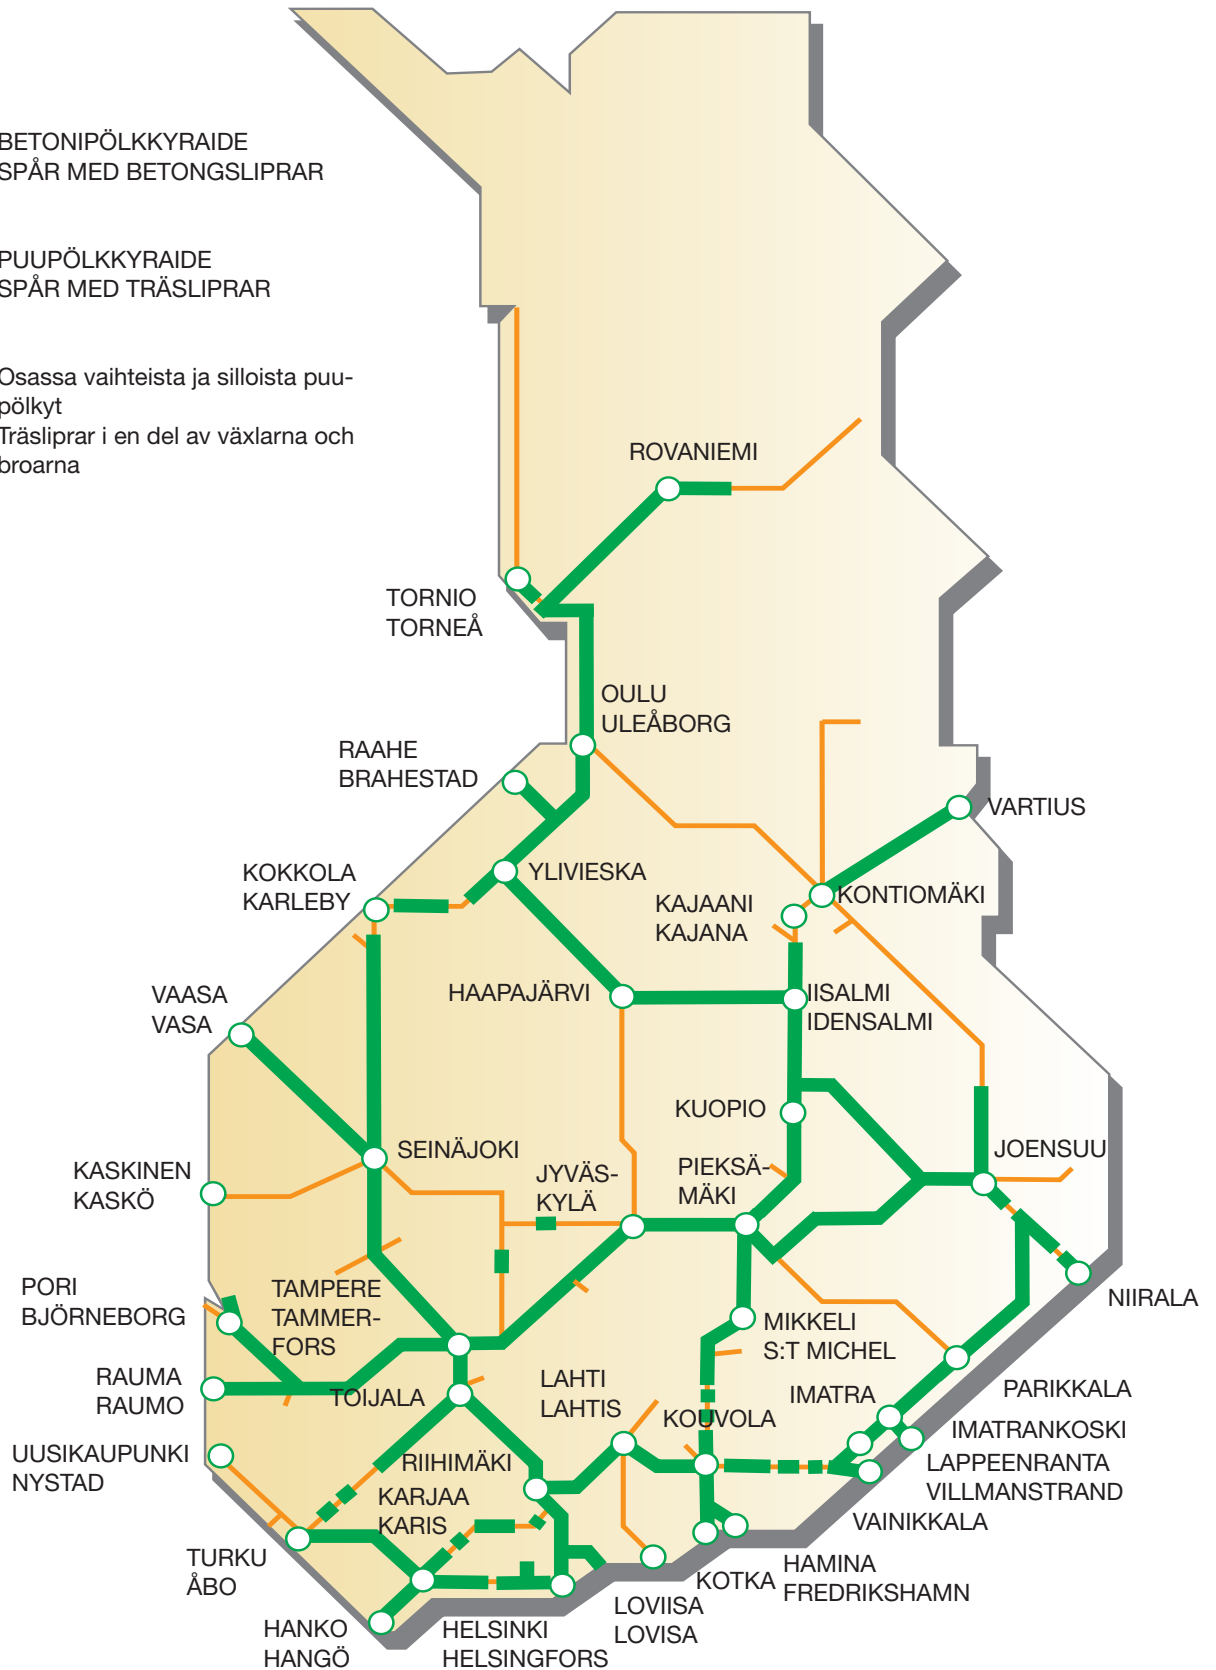 BETONIPÖLKKYRAIDE
SPÅR MED BETONGSLIPRAR
PUUPÖLKKYRAIDE
SPÅR MED TRÄSLIPRAR
Osassa vaihteista ja silloista puu-
pölkyt
Träsliprar i en del av växlarna och
broarna
ROVANIEMI
TORNIO
TORNEÅ
OULU
ULEÅBORG
RAAHE
BRAHESTAD
VARTIUS
YLIVIESKA
KOKKOLA
KARLEBY
KAJAANI
KAJANA
KONTIOMÄKI
VAASA
VASA
HAAPAJÄRVI
IISALMI
IDENSALMI
KUOPIO
SEINÄJOKI
JOENSUU
KASKINEN
KASKÖ
JYVÄS-
KYLÄ
PIEKSÄ-
MÄKI
PORI
BJÖRNEBORG
TAMPERE
TAMMER-
FORS
NIIRALA
MIKKELI
S:T MICHEL
RAUMA
RAUMO
TOIJALA
LAHTI
LAHTIS
IMATRA
PARIKKALA
KOUVOLA
IMATRANKOSKI
UUSIKAUPUNKI
NYSTAD
RIIHIMÄKI
LAPPEENRANTA
VILLMANSTRAND
KARJAA
KARIS
VAINIKKALA
TURKU
ÅBO
HAMINA
FREDRIKSHAMN
KOTKA
LOVIISA
LOVISA
HANKO
HANGÖ
HELSINKI
HELSINGFORS